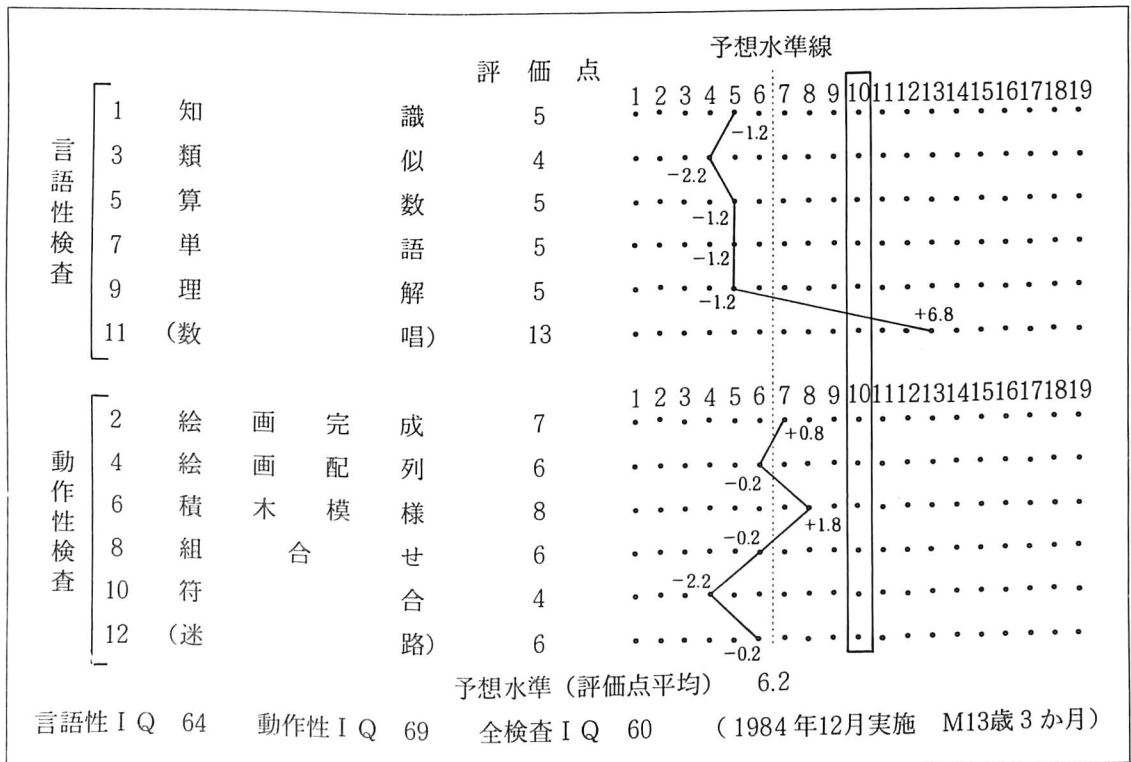 予想水準線
評価点
1 2 3 4 5 6 7 8 9 10 11 12 13 14 15 16 17 18 19
言語性検査
1 知識 5 −1.2
3 類似 4 −2.2
5 算数 5 −1.2
7 単語 5 −1.2
9 理解 5 −1.2
11 (数唱) 13 +6.8
1 2 3 4 5 6 7 8 9 10 11 12 13 14 15 16 17 18 19
動作性検査
2 絵画完成 7 +0.8
4 絵画配列 6 −0.2
6 積木模様 8 +1.8
8 組合せ 6 −0.2
10 符合 4 −2.2
12 (迷路) 6 −0.2
予想水準(評価点平均) 6.2
言語性IQ 64 動作性IQ 69 全検査IQ 60 (1984年12月実施 M13歳3か月)